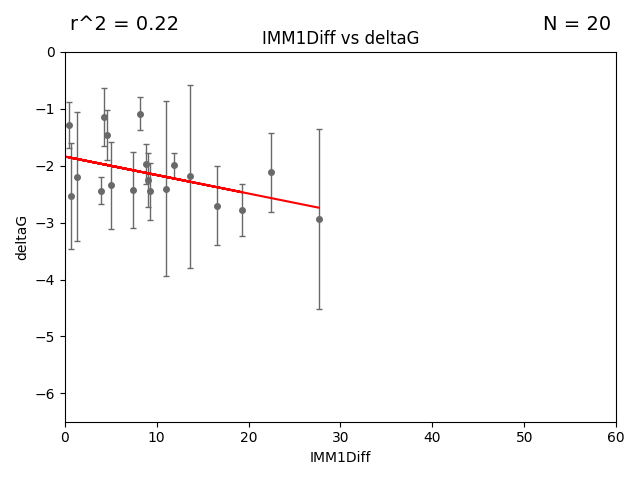 r^2 = 0.22
N = 20
IMM1Diff vs deltaG
0
−1
−2
−3
−4
−5
−6
deltaG
0 10 20 30 40 50 60
IMM1Diff